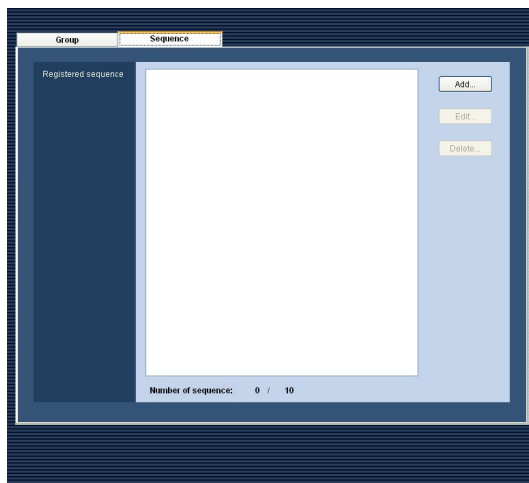 Group Sequence
Registered sequence
Add...
Edit...
Delete...
Number of sequence: 0 / 10